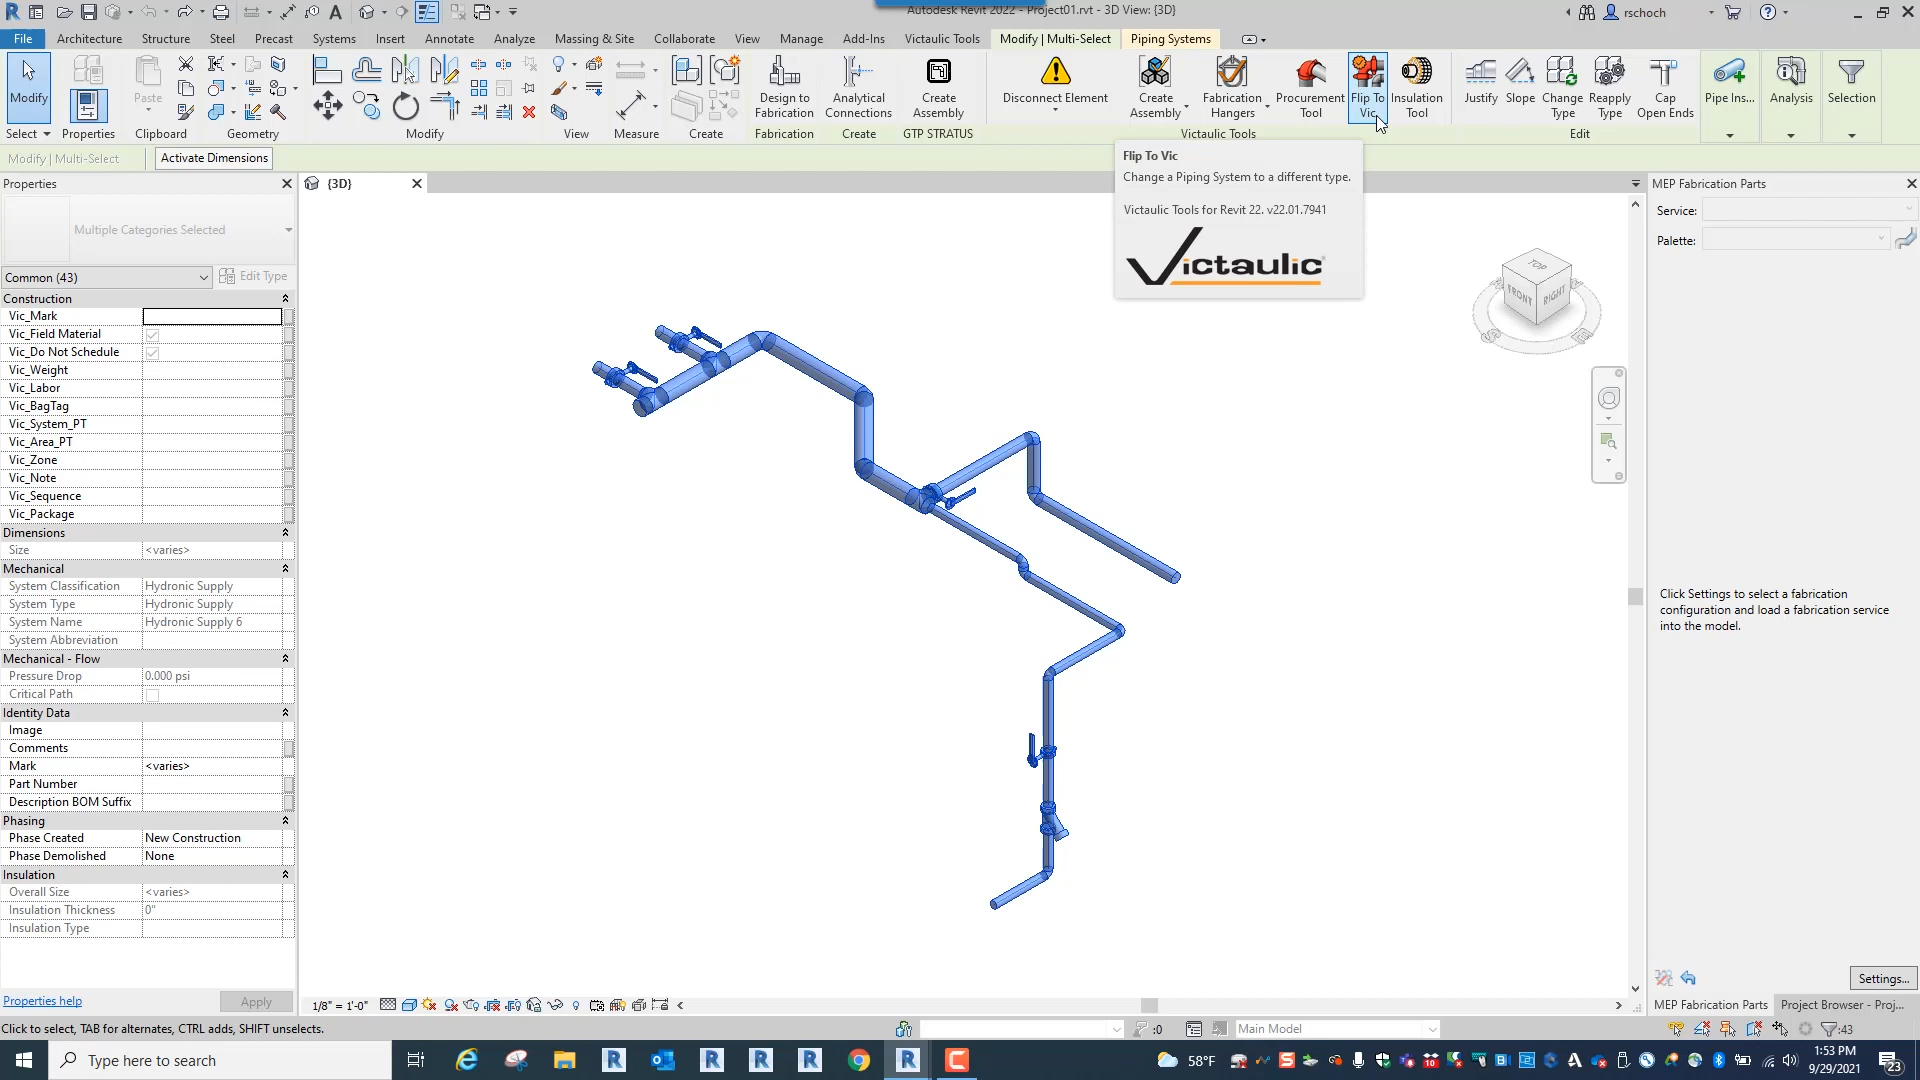 Autodesk Revit 2022 - Project01.rvt - 3D View: {3D}
rschoch
File
Architecture
Structure
Steel
Precast
Systems
Insert
Annotate
Analyze
Massing & Site
Collaborate
View
Manage
Add-Ins
Victaulic Tools
Modify | Multi-Select
Piping Systems
Modify
Properties
Paste
Design to
Fabrication
Analytical
Connections
Create
Assembly
Disconnect Element
Create
Assembly
Fabrication
Hangers
Procurement
Tool
Flip To
Vic
Insulation
Tool
Justify
Slope
Change
Type
Reapply
Type
Cap
Open Ends
Pipe Ins...
Analysis
Selection
Select
Properties
Clipboard
Geometry
Modify
View
Measure
Create
Fabrication
Create
GTP STRATUS
Victaulic Tools
Edit
Modify | Multi-Select
Activate Dimensions
Flip To Vic
Change a Piping System to a different type.
Victaulic Tools for Revit 22. v22.01.7941
Victaulic
Properties
Multiple Categories Selected
Common (43)
Edit Type
Construction
Vic_Mark
Vic_Field Material
Vic_Do Not Schedule
Vic_Weight
Vic_Labor
Vic_BagTag
Vic_System_PT
Vic_Area_PT
Vic_Zone
Vic_Note
Vic_Sequence
Vic_Package
Dimensions
Size <varies>
Mechanical
System Classification Hydronic Supply
System Type Hydronic Supply
System Name Hydronic Supply 6
System Abbreviation
Mechanical - Flow
Pressure Drop 0.000 psi
Critical Path
Identity Data
Image
Comments
Mark <varies>
Part Number
Description BOM Suffix
Phasing
Phase Created New Construction
Phase Demolished None
Insulation
Overall Size <varies>
Insulation Thickness 0"
Insulation Type
Properties help
Apply
{3D}
TOP
FRONT
RIGHT
S
E
1/8" = 1'-0"
MEP Fabrication Parts
Service:
Palette:
Click Settings to select a fabrication
configuration and load a fabrication service
into the model.
Settings...
MEP Fabrication Parts
Project Browser - Proj...
Click to select, TAB for alternates, CTRL adds, SHIFT unselects.
:0
Main Model
:43
Type here to search
58°F
1:53 PM
9/29/2021
23